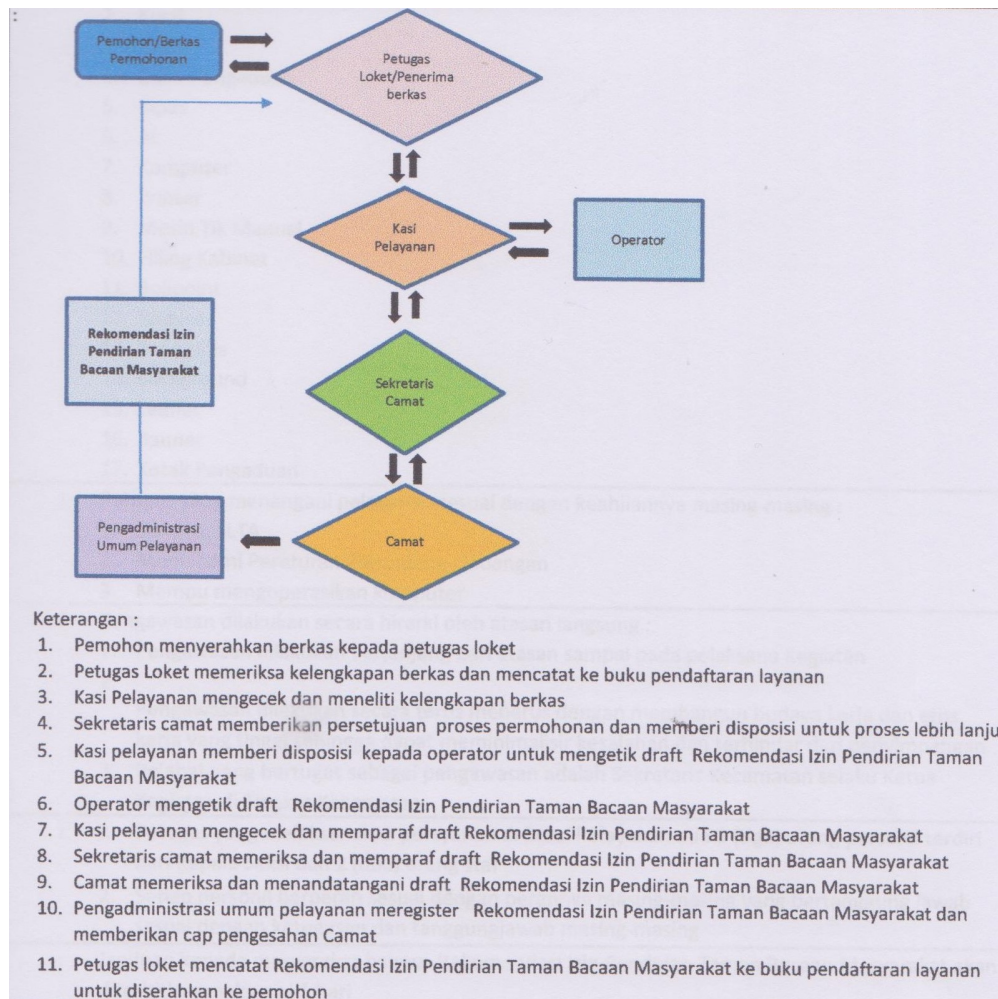 :
Pemohon/Berkas
Permohonan
Petugas
Loket/Penerima
berkas
Kasi
Pelayanan
Operator
Rekomendasi Izin
Pendirian Taman
Bacaan Masyarakat
Sekretaris
Camat
Pengadministrasi
Umum Pelayanan
Camat
Keterangan :
1. Pemohon menyerahkan berkas kepada petugas loket
2. Petugas Loket memeriksa kelengkapan berkas dan mencatat ke buku pendaftaran layanan
3. Kasi Pelayanan mengecek dan meneliti kelengkapan berkas
4. Sekretaris camat memberikan persetujuan proses permohonan dan memberi disposisi untuk proses lebih lanju
5. Kasi pelayanan memberi disposisi kepada operator untuk mengetik draft Rekomendasi Izin Pendirian Taman
Bacaan Masyarakat
6. Operator mengetik draft Rekomendasi Izin Pendirian Taman Bacaan Masyarakat
7. Kasi pelayanan mengecek dan memparaf draft Rekomendasi Izin Pendirian Taman Bacaan Masyarakat
8. Sekretaris camat memeriksa dan memparaf draft Rekomendasi Izin Pendirian Taman Bacaan Masyarakat
9. Camat memeriksa dan menandatangani draft Rekomendasi Izin Pendirian Taman Bacaan Masyarakat
10. Pengadministrasi umum pelayanan meregister Rekomendasi Izin Pendirian Taman Bacaan Masyarakat dan
memberikan cap pengesahan Camat
11. Petugas loket mencatat Rekomendasi Izin Pendirian Taman Bacaan Masyarakat ke buku pendaftaran layanan
untuk diserahkan ke pemohon